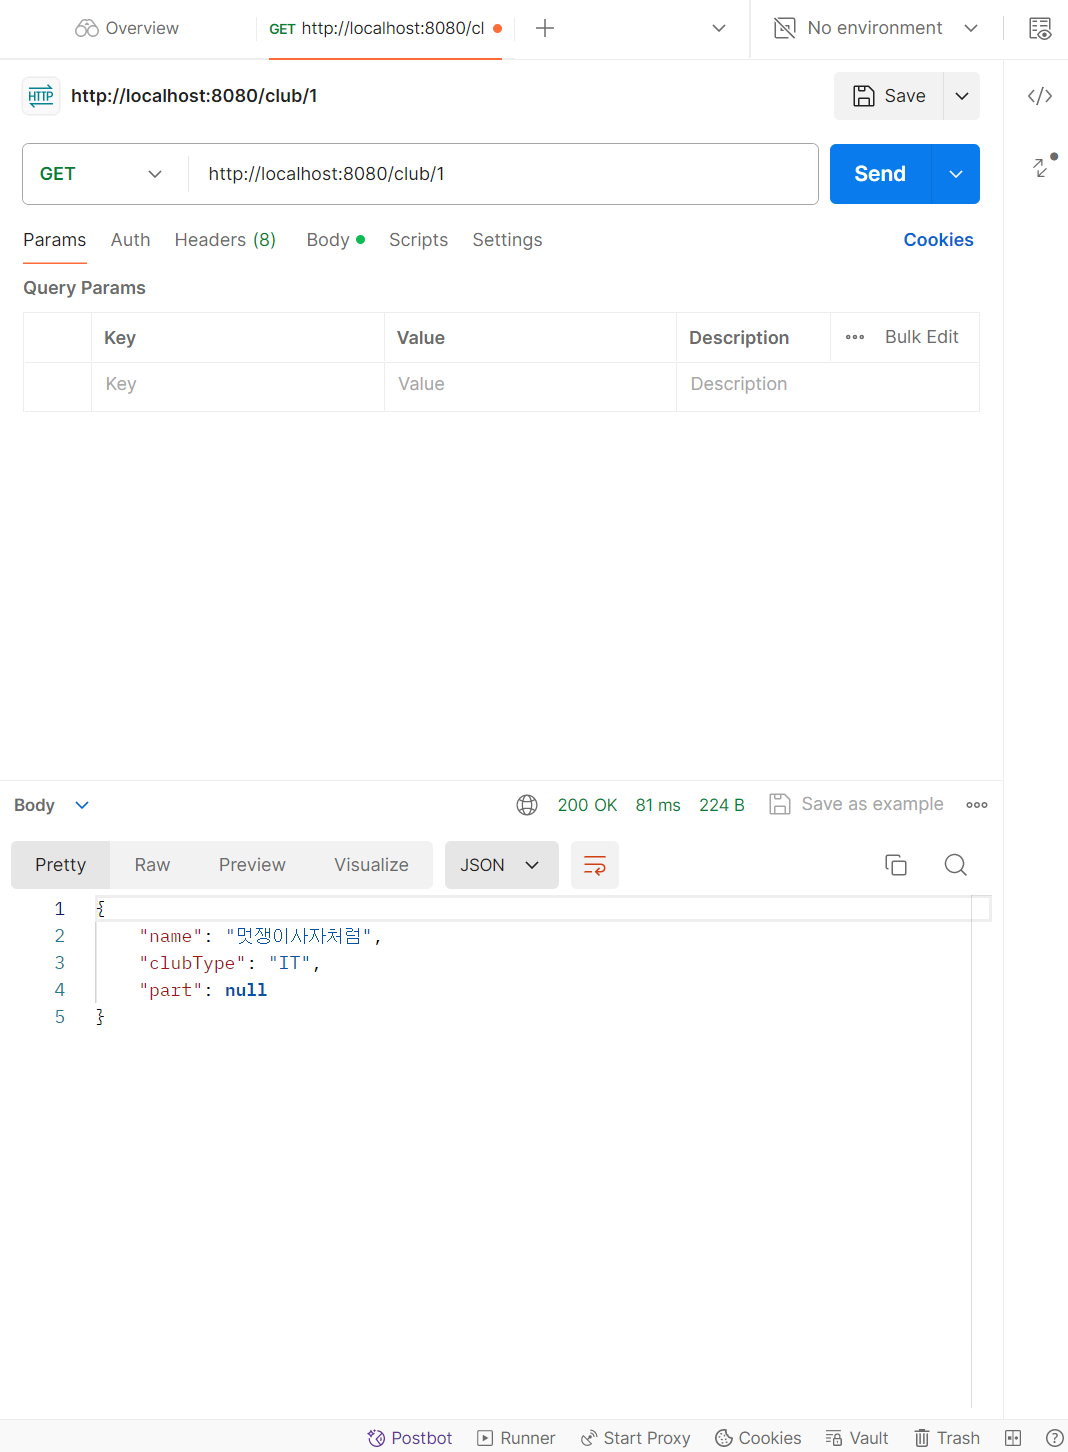 Overview
GET http://localhost:8080/cl
No environment
HTTP http://localhost:8080/club/1
Save
GET http://localhost:8080/club/1
Send
Params Auth Headers (8) Body Scripts Settings Cookies
Query Params
Key Value Description Bulk Edit
Key Value Description
Body 200 OK 81 ms 224 B Save as example
Pretty Raw Preview Visualize JSON
1 {
2 "name": "멋쟁이사자처럼",
3 "clubType": "IT",
4 "part": null
5 }
Postbot Runner Start Proxy Cookies Vault Trash